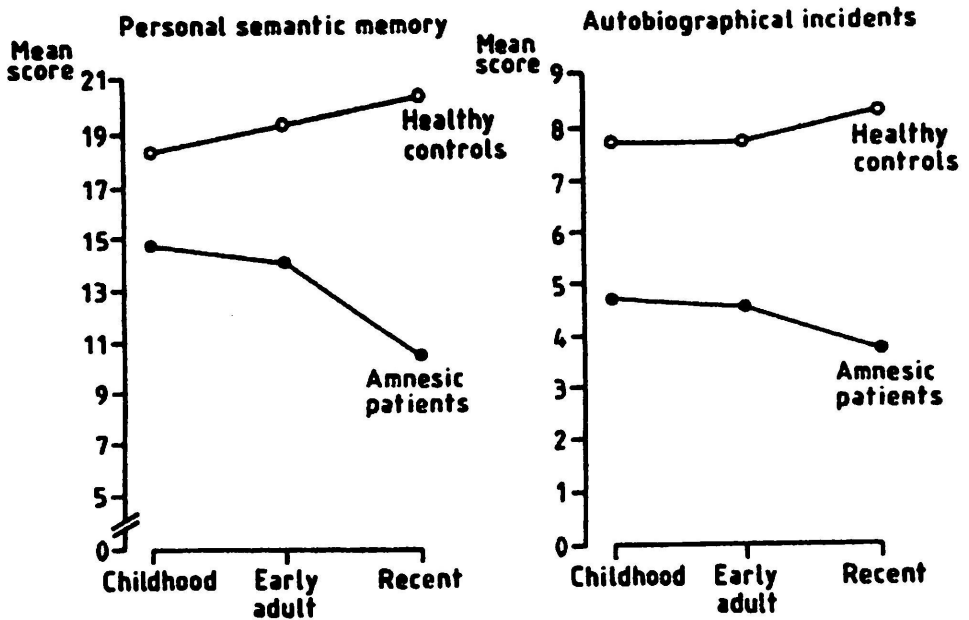 Personal semantic memory
Mean
score
21
19
17
15
13
11
9
7
5
0
Healthy
controls
Amnesic
patients
Childhood
Early
adult
Recent
Autobiographical incidents
Mean
score
9
8
7
6
5
4
3
2
1
0
Healthy
controls
Amnesic
patients
Childhood
Early
adult
Recent